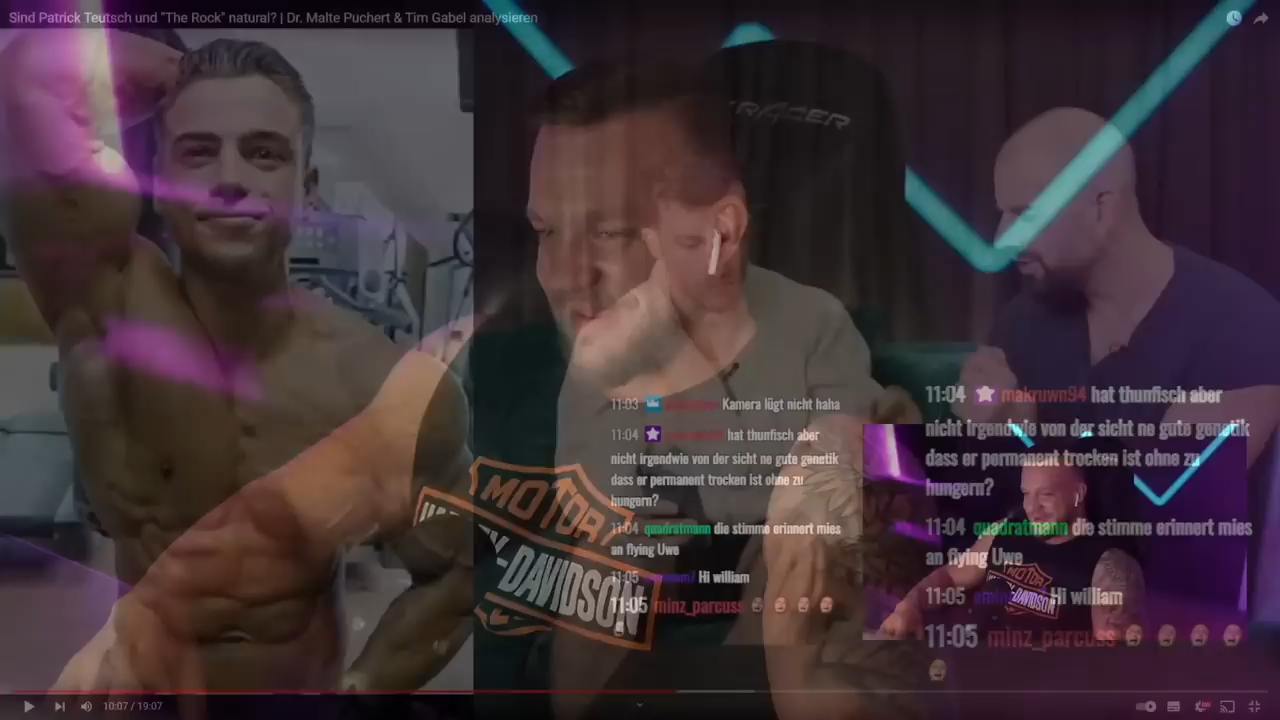 Sind Patrick Teutsch und "The Rock" natural? | Dr. Malte Puchert & Tim Gabel analysieren
RACER
11:03 Kamera lügt nicht haha
11:04 hat thunfisch aber
nicht irgendwie von der sicht ne gute genetik
dass er permanent trocken ist ohne zu
hungern?
11:04 quadratmann die stimme erinnert mies
an flying Uwe
11:05 Hi william
11:05 minz_parcuss
MOTOR
HARLEY-DAVIDSON
11:04 makruwn94 hat thunfisch aber
nicht irgendwie von der sicht ne gute genetik
dass er permanent trocken ist ohne zu
hungern?
11:04 quadratmann die stimme erinnert mies
an flying Uwe
11:05 Hi william
11:05 minz_parcuss
MOTOR
DAVIDSON
10:07 / 19:07